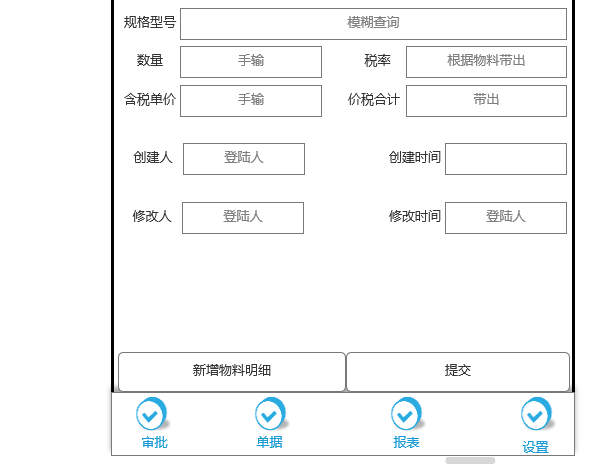 规格型号 模糊查询
数量 手输 税率 根据物料带出
含税单价 手输 价税合计 带出
创建人 登陆人 创建时间
修改人 登陆人 修改时间 登陆人
新增物料明细 提交
审批 单据 报表 设置